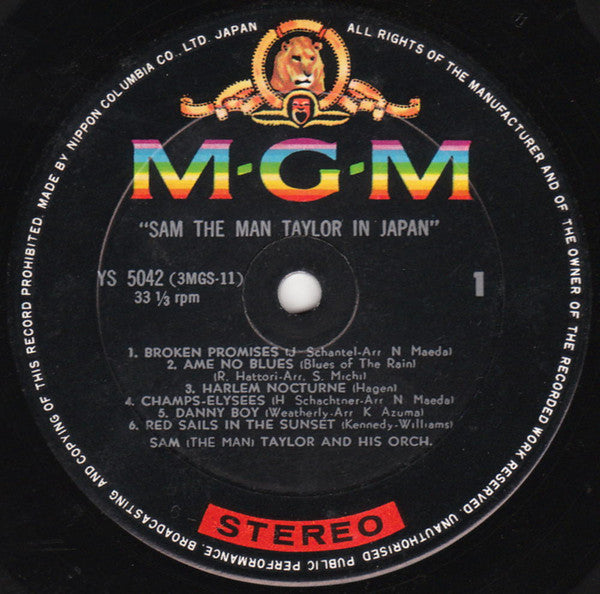 MADE BY NIPPON COLUMBIA CO., LTD. JAPAN
ALL RIGHTS OF THE MANUFACTURER AND OF THE OWNER OF THE RECORDED WORK RESERVED. UNAUTHORISED PUBLIC PERFORMANCE, BROADCASTING AND COPYING OF THIS RECORD PROHIBITED.
M·G·M
"SAM THE MAN TAYLOR IN JAPAN"
YS 5042 (3MGS-11)
33 1/3 rpm
1
1. BROKEN PROMISES (J Schantel-Arr N Maeda)
2. AME NO BLUES (Blues of The Rain)
(R. Hattori-Arr. S. Michi)
3. HARLEM NOCTURNE (Hagen)
4. CHAMPS-ELYSEES (H Schachtner-Arr N Maeda)
5. DANNY BOY (Weatherly-Arr K Azuma)
6. RED SAILS IN THE SUNSET (Kennedy-Williams)
SAM (THE MAN) TAYLOR AND HIS ORCH.
STEREO